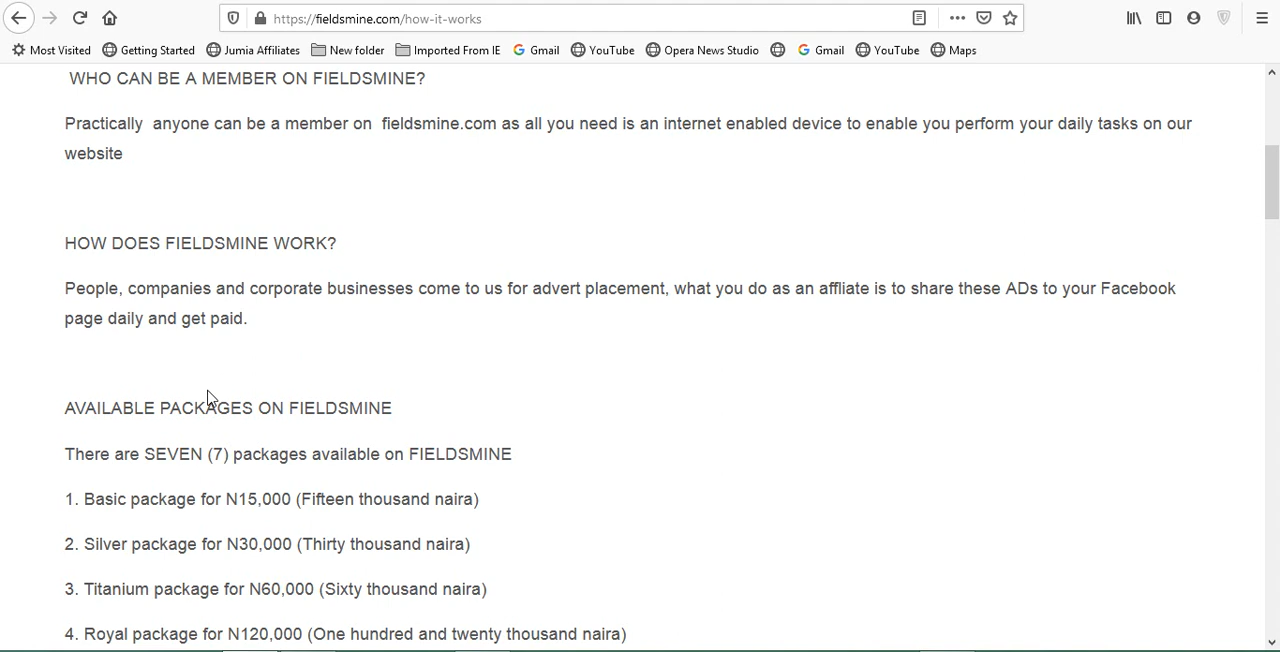 https://fieldsmine.com/how-it-works
Most Visited Getting Started Jumia Affiliates New folder Imported From IE Gmail YouTube Opera News Studio Gmail YouTube Maps
WHO CAN BE A MEMBER ON FIELDSMINE?
Practically anyone can be a member on fieldsmine.com as all you need is an internet enabled device to enable you perform your daily tasks on our
website
HOW DOES FIELDSMINE WORK?
People, companies and corporate businesses come to us for advert placement, what you do as an affliate is to share these ADs to your Facebook
page daily and get paid.
AVAILABLE PACKAGES ON FIELDSMINE
There are SEVEN (7) packages available on FIELDSMINE
1. Basic package for N15,000 (Fifteen thousand naira)
2. Silver package for N30,000 (Thirty thousand naira)
3. Titanium package for N60,000 (Sixty thousand naira)
4. Royal package for N120,000 (One hundred and twenty thousand naira)